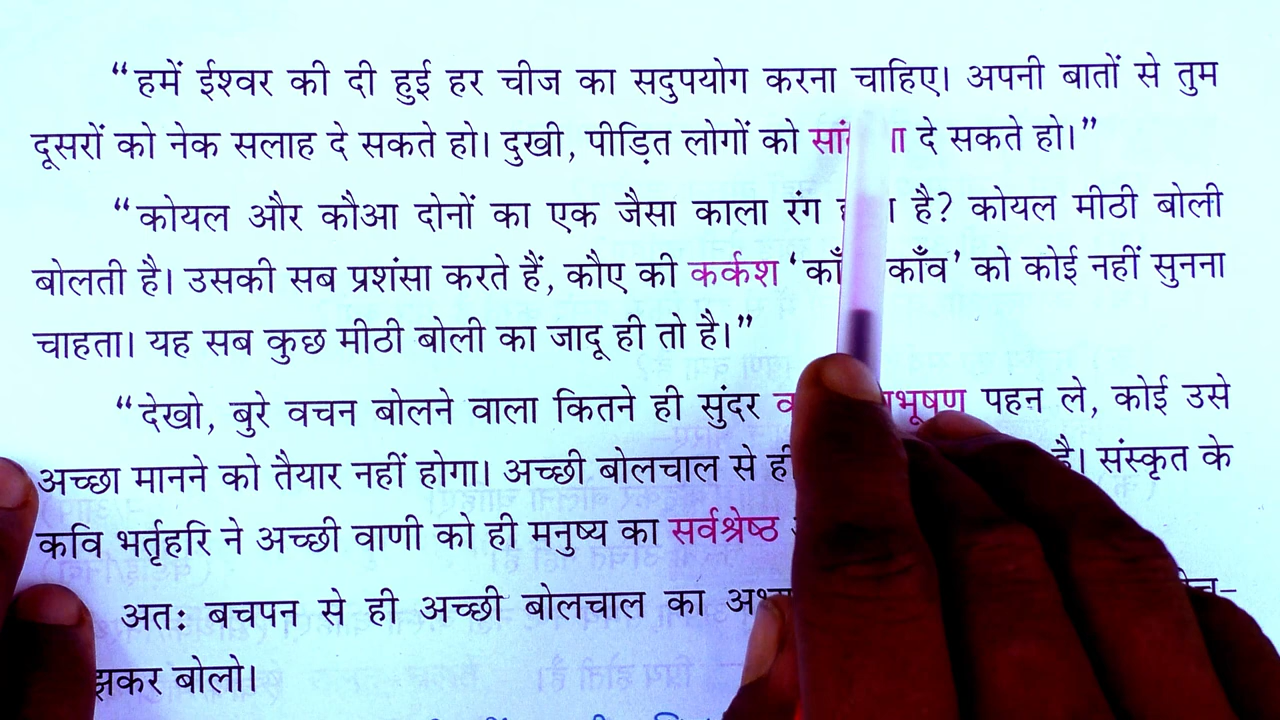 “हमें ईश्वर की दी हुई हर चीज का सदुपयोग करना चाहिए। अपनी बातों से तुम
दूसरों को नेक सलाह दे सकते हो। दुखी, पीड़ित लोगों को दे सकते हो।”
“कोयल और कौआ दोनों का एक जैसा काला रंग है? कोयल मीठी बोली
बोलती है। उसकी सब प्रशंसा करते हैं, कौए की कर्कश ‘काँव काँव’ को कोई नहीं सुनना
चाहता। यह सब कुछ मीठी बोली का जादू ही तो है।”
“देखो, बुरे वचन बोलने वाला कितने ही सुंदर पहन ले, कोई उसे
अच्छा मानने को तैयार नहीं होगा। अच्छी बोलचाल से ही है। संस्कृत के
कवि भर्तृहरि ने अच्छी वाणी को ही मनुष्य का सर्वश्रेष्ठ
अतः बचपन से ही अच्छी बोलचाल का
बोलो।